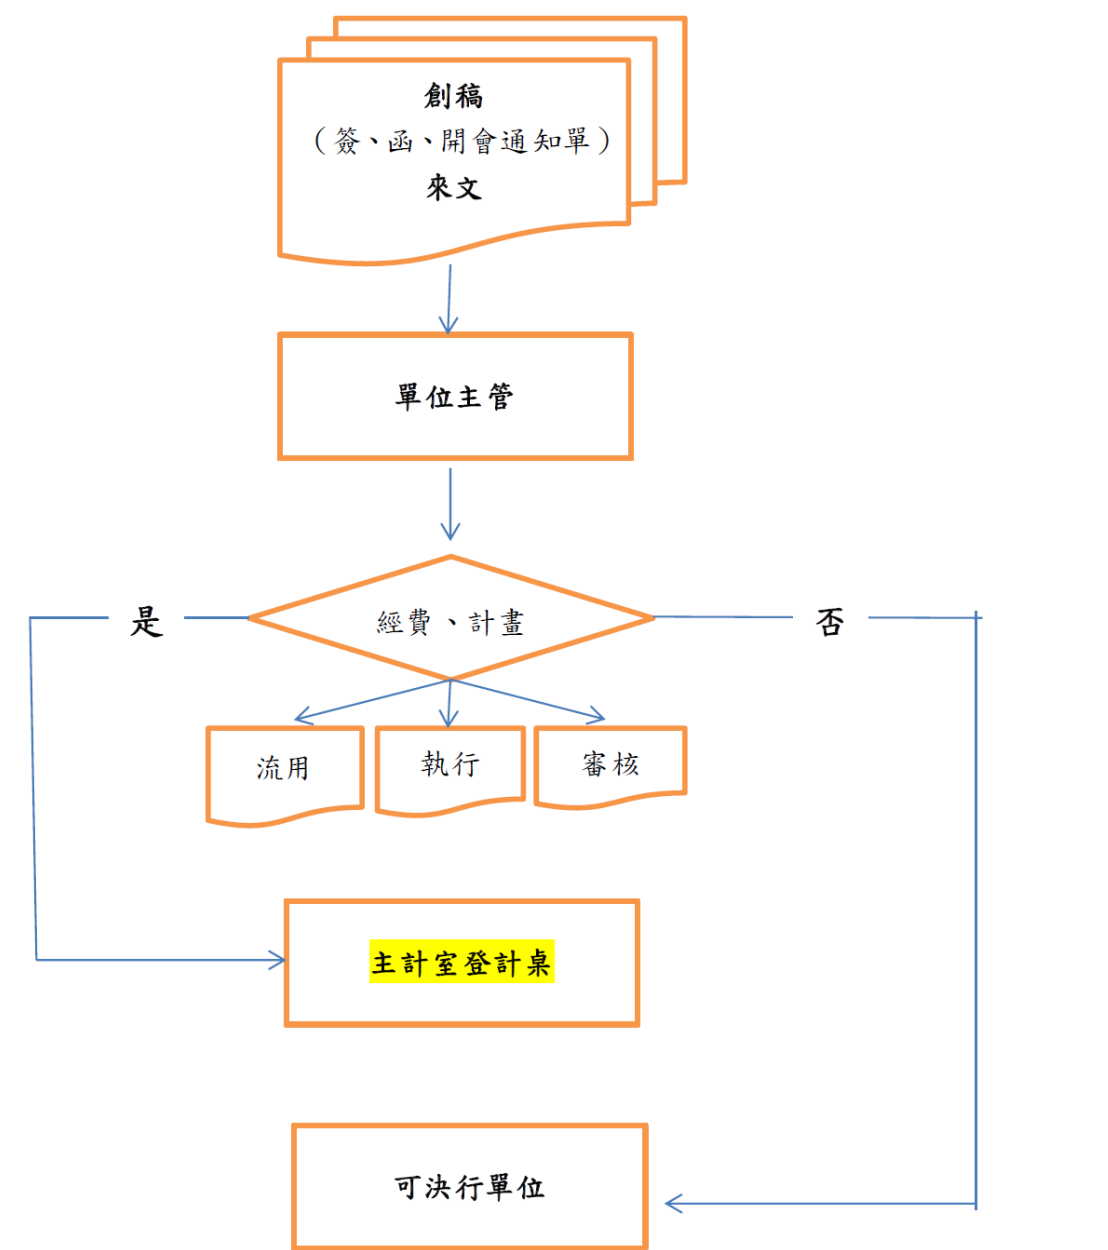 創稿
（簽、函、開會通知單）
來文
單位主管
是
經費、計畫
否
流用
執行
審核
主計室登計桌
可決行單位